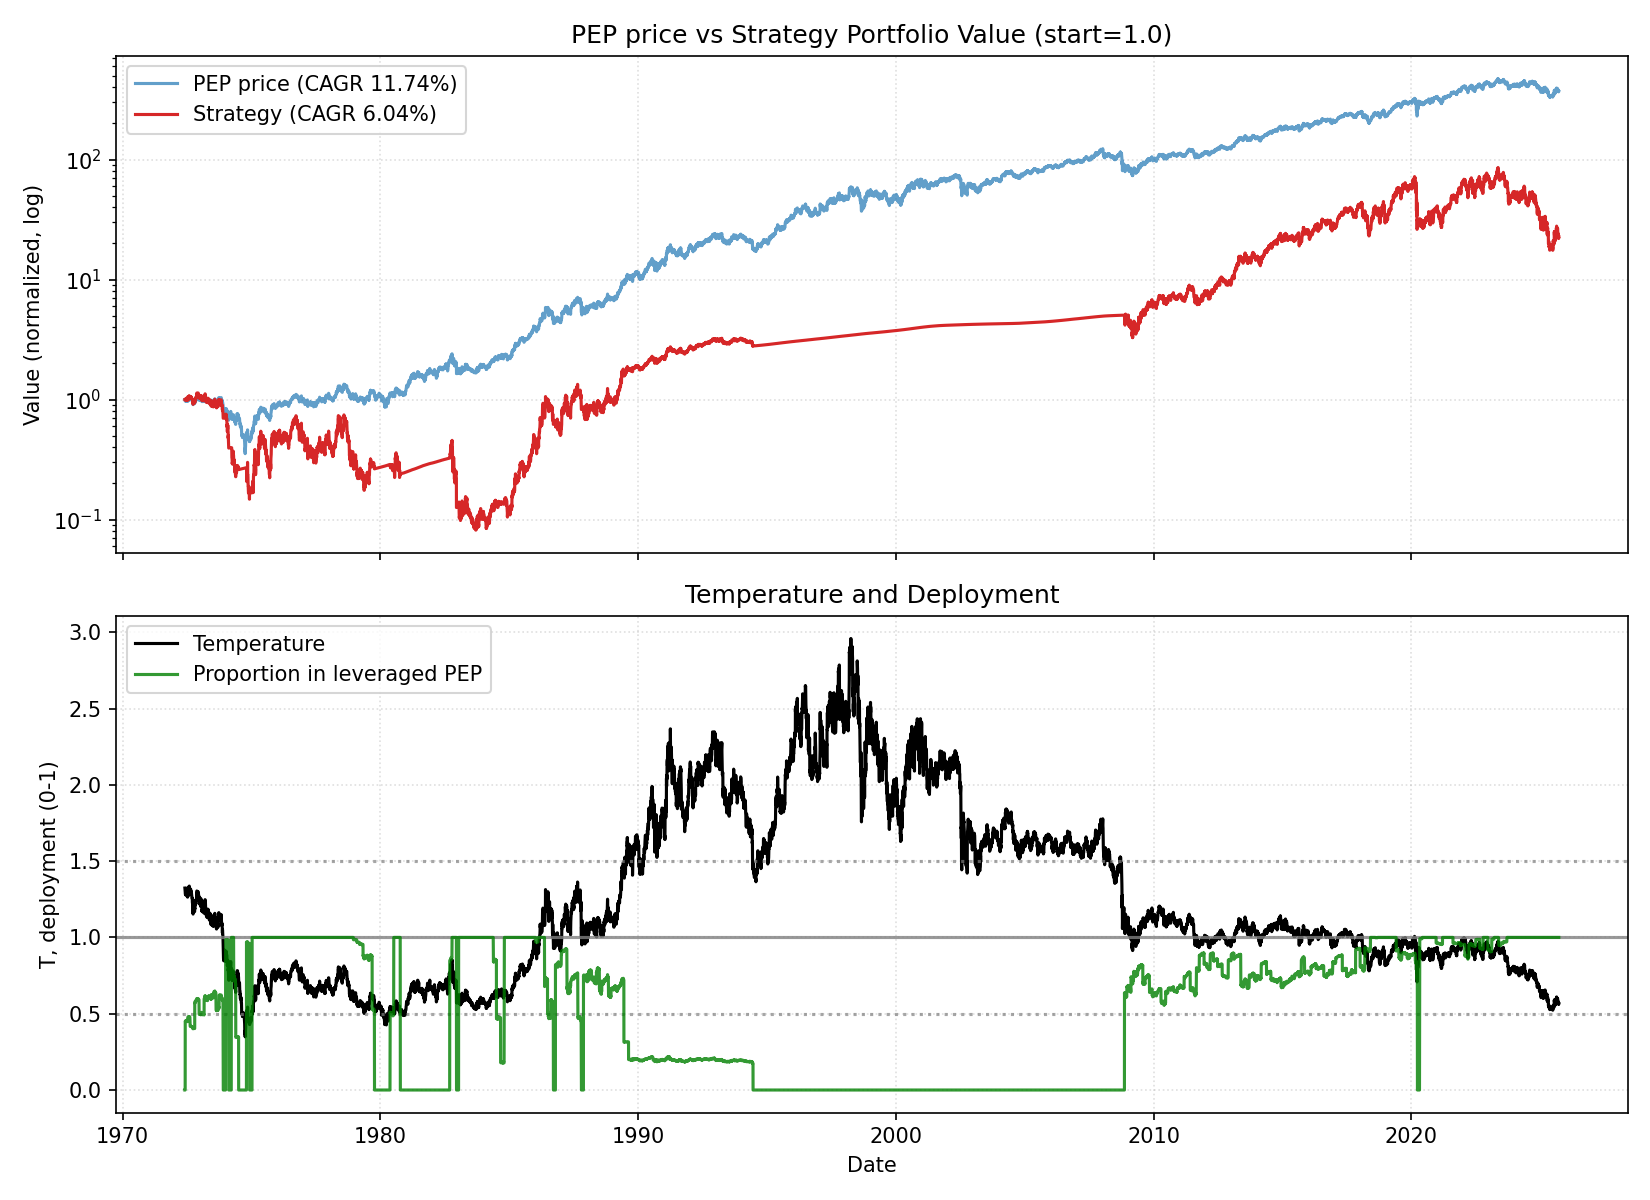 PEP price vs Strategy Portfolio Value (start=1.0)
PEP price (CAGR 11.74%)
Strategy (CAGR 6.04%)
Value (normalized, log)
10²
10¹
10⁰
10⁻¹
Temperature and Deployment
Temperature
Proportion in leveraged PEP
T, deployment (0-1)
3.0
2.5
2.0
1.5
1.0
0.5
0.0
1970 1980 1990 2000 2010 2020
Date